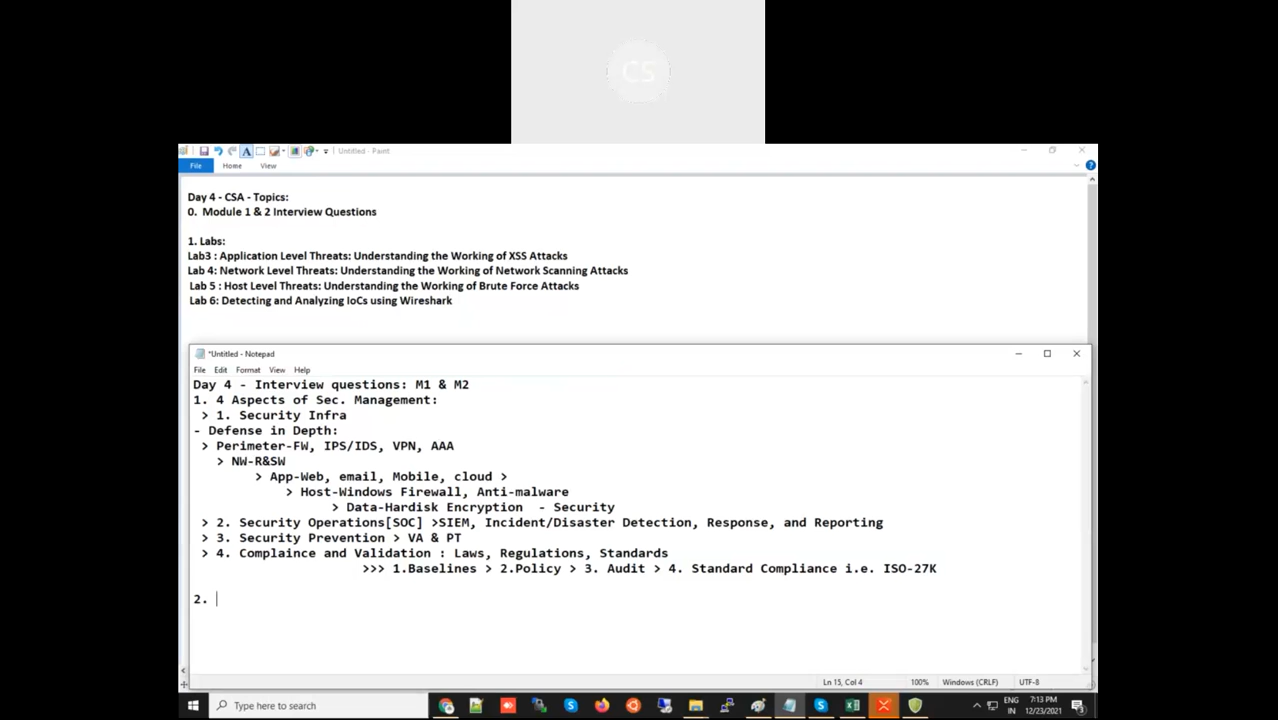 CS
Untitled - Paint
File Home View
Day 4 - CSA - Topics:
0. Module 1 & 2 Interview Questions
1. Labs:
Lab3 : Application Level Threats: Understanding the Working of XSS Attacks
Lab 4: Network Level Threats: Understanding the Working of Network Scanning Attacks
Lab 5 : Host Level Threats: Understanding the Working of Brute Force Attacks
Lab 6: Detecting and Analyzing IoCs using Wireshark
*Untitled - Notepad
File Edit Format View Help
Day 4 - Interview questions: M1 & M2
1. 4 Aspects of Sec. Management:
> 1. Security Infra
- Defense in Depth:
> Perimeter-FW, IPS/IDS, VPN, AAA
> NW-R&SW
> App-Web, email, Mobile, cloud >
> Host-Windows Firewall, Anti-malware
> Data-Hardisk Encryption - Security
> 2. Security Operations[SOC] >SIEM, Incident/Disaster Detection, Response, and Reporting
> 3. Security Prevention > VA & PT
> 4. Complaince and Validation : Laws, Regulations, Standards
>>> 1.Baselines > 2.Policy > 3. Audit > 4. Standard Compliance i.e. ISO-27K
2.
Ln 15, Col 4 100% Windows (CRLF) UTF-8
Type here to search
ENG 7:13 PM
IN 12/23/2021